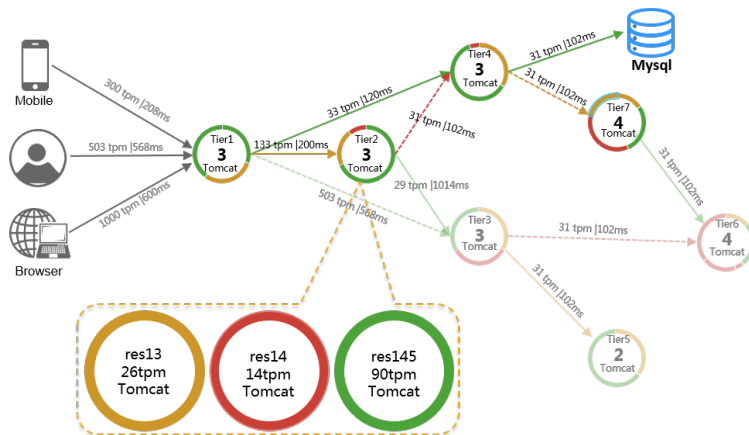 Mobile
300 tpm |208ms
503 tpm |568ms
1000 tpm |600ms
Browser
Tier1
3
Tomcat
33 tpm |120ms
133 tpm |200ms
503 tpm |568ms
Tier2
3
Tomcat
31 tpm |102ms
29 tpm |1014ms
Tier4
3
Tomcat
31 tpm |102ms
31 tpm |102ms
Mysql
Tier7
4
Tomcat
31 tpm |102ms
Tier3
3
Tomcat
31 tpm |102ms
31 tpm |102ms
Tier6
4
Tomcat
Tier5
2
Tomcat
res13
26tpm
Tomcat
res14
14tpm
Tomcat
res145
90tpm
Tomcat